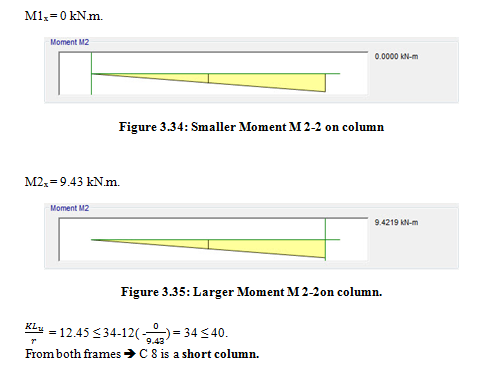 M1ₓ= 0 kN.m.
Moment M2
0.0000 kN-m
Figure 3.34: Smaller Moment M 2-2 on column
M2ₓ= 9.43 kN.m.
Moment M2
9.4219 kN-m
Figure 3.35: Larger Moment M 2-2on column.
KLᵤ/r = 12.45 ≤ 34-12(-0/9.43) = 34 ≤ 40.
From both frames ➔ C 8 is a short column.